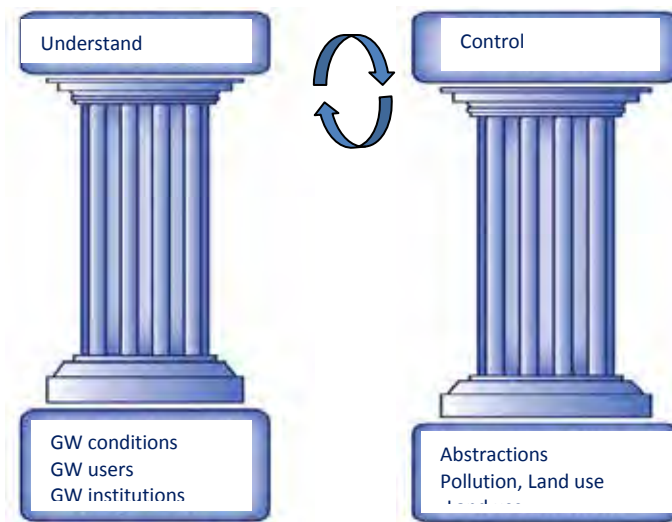 Understand
Control
GW conditions
GW users
GW institutions
Abstractions
Pollution, Land use